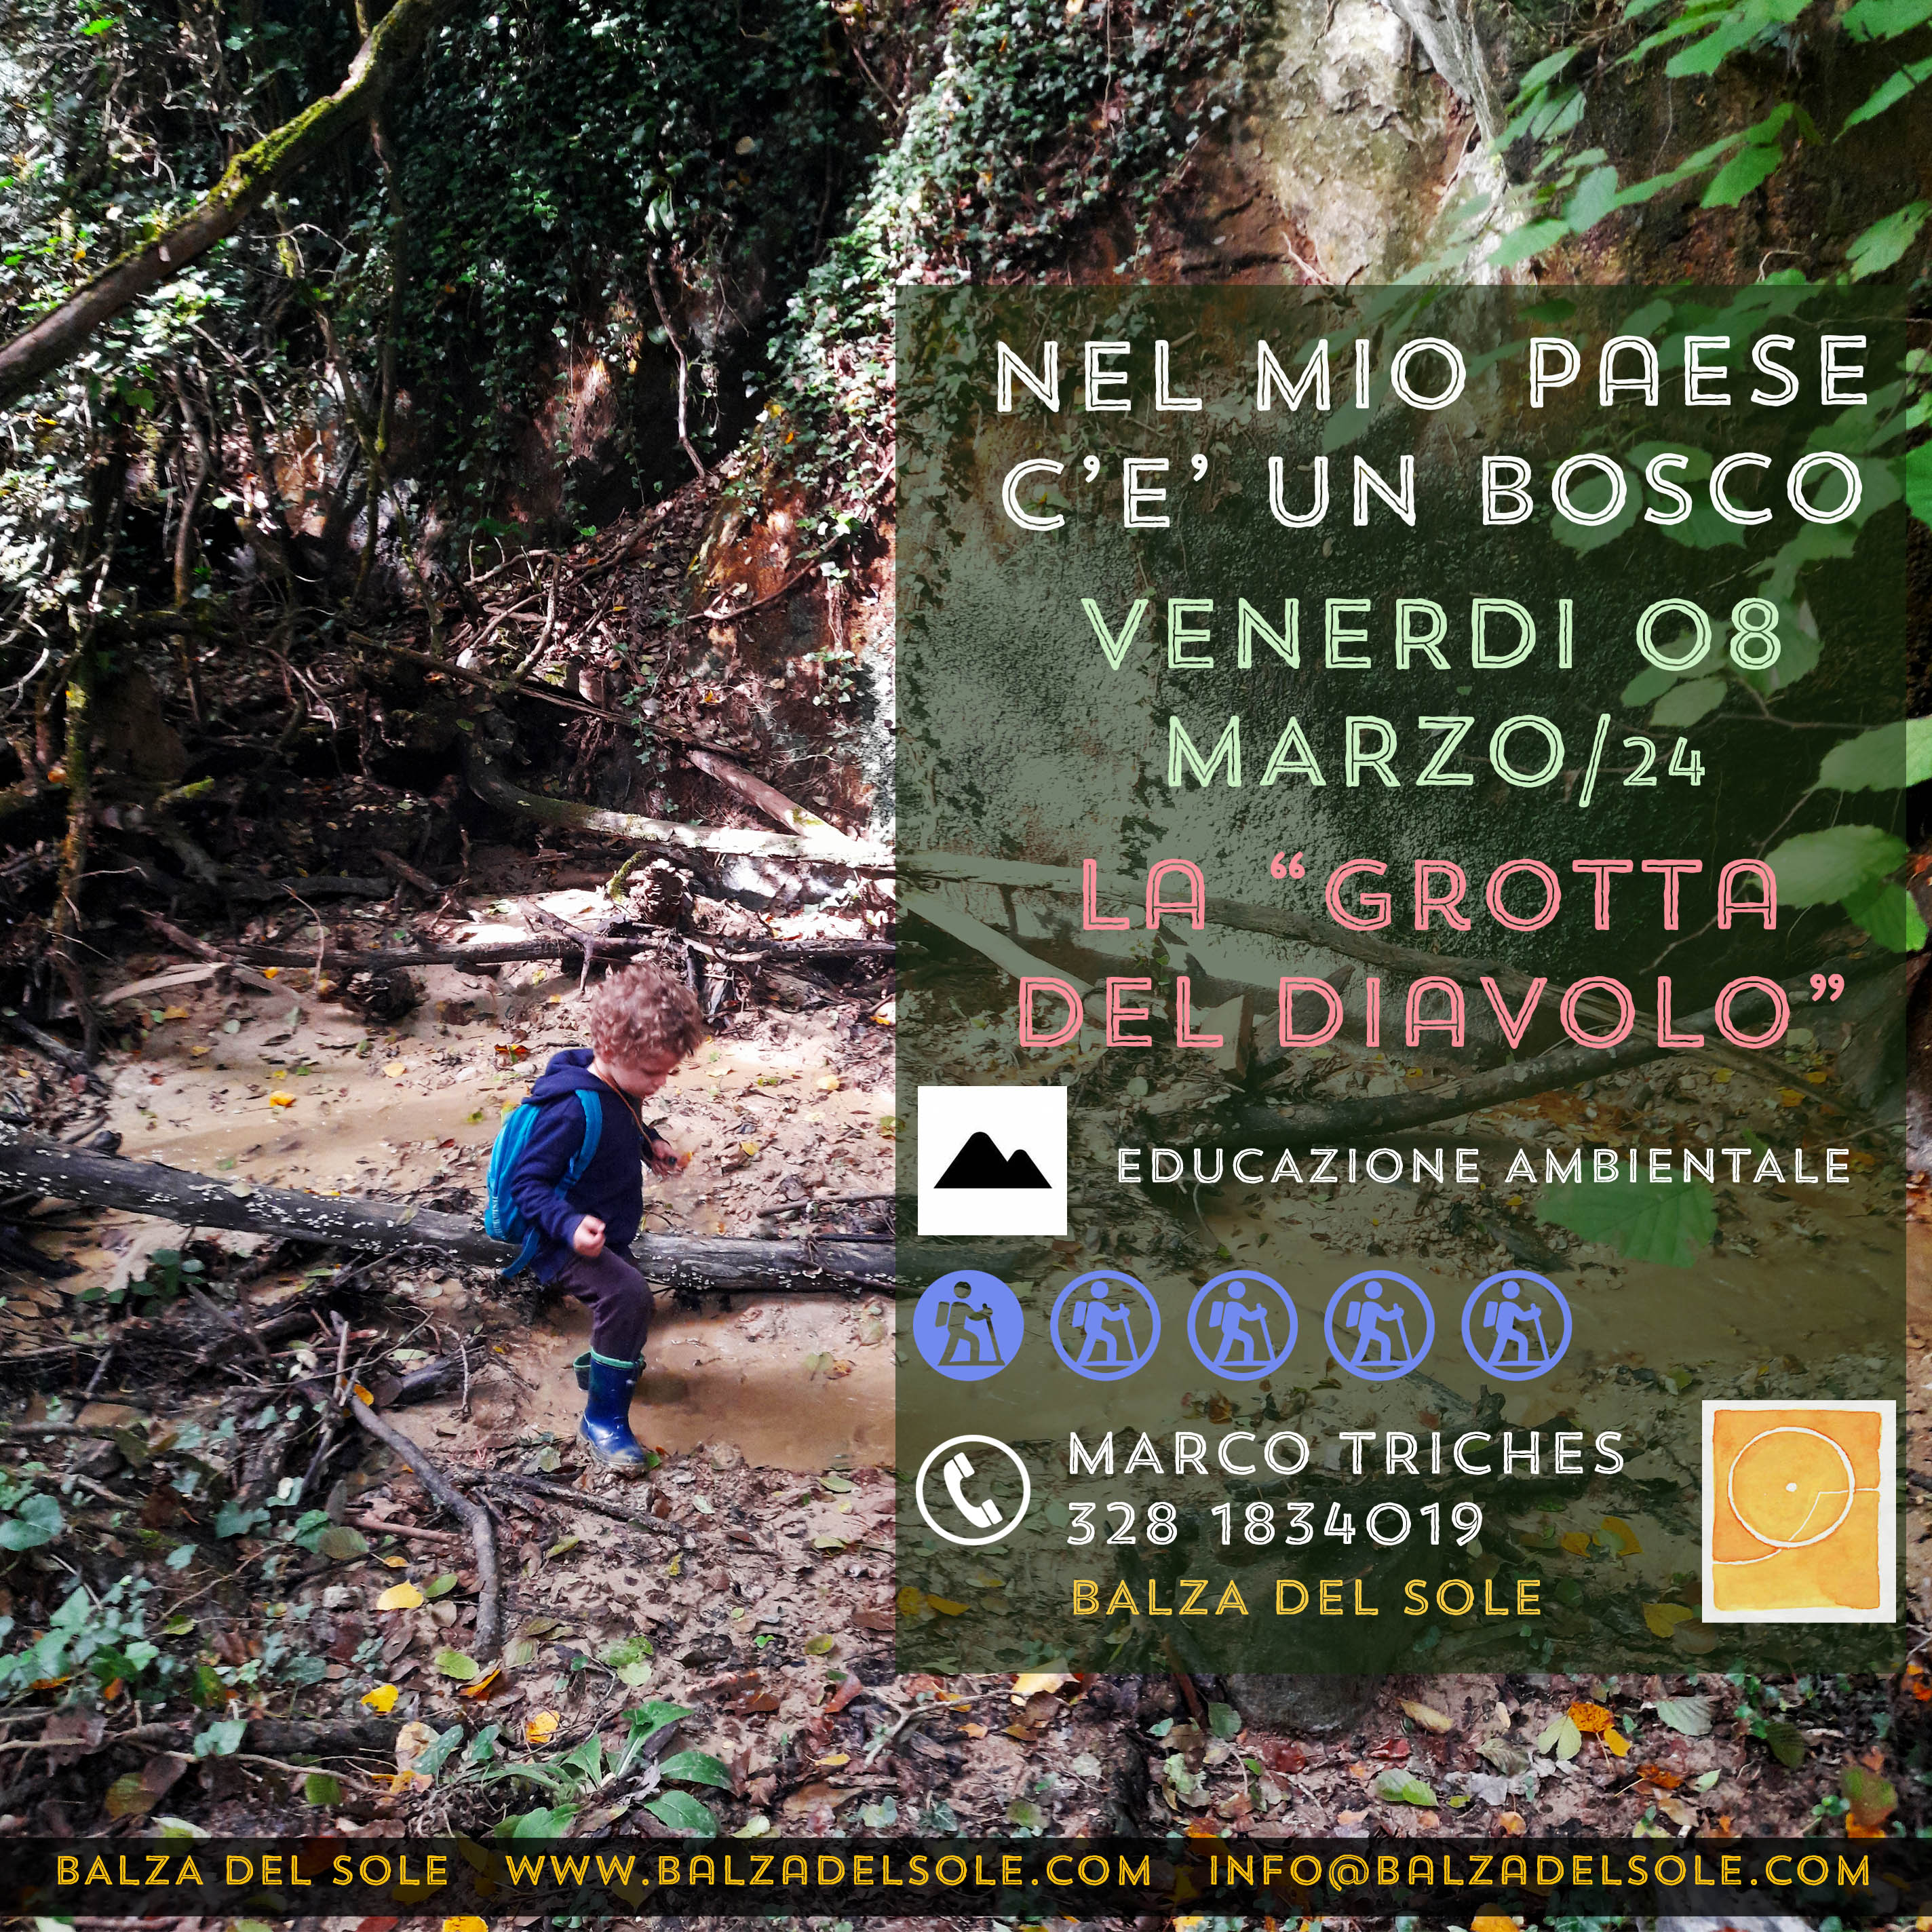 NEL MIO PAESE
C'E' UN BOSCO
VENERDI 08
MARZO/24
LA “GROTTA
DEL DIAVOLO”
EDUCAZIONE AMBIENTALE
MARCO TRICHES
328 1834019
BALZA DEL SOLE
BALZA DEL SOLE WWW.BALZADELSOLE.COM INFO@BALZADELSOLE.COM